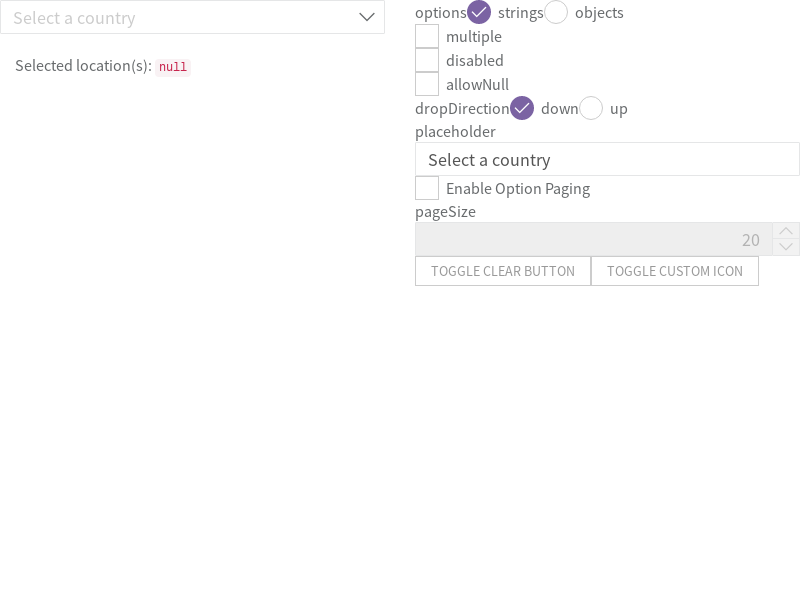 Select a country
Selected location(s): null
options strings objects
multiple
disabled
allowNull
dropDirection down up
placeholder
Select a country
Enable Option Paging
pageSize
20
TOGGLE CLEAR BUTTON TOGGLE CUSTOM ICON